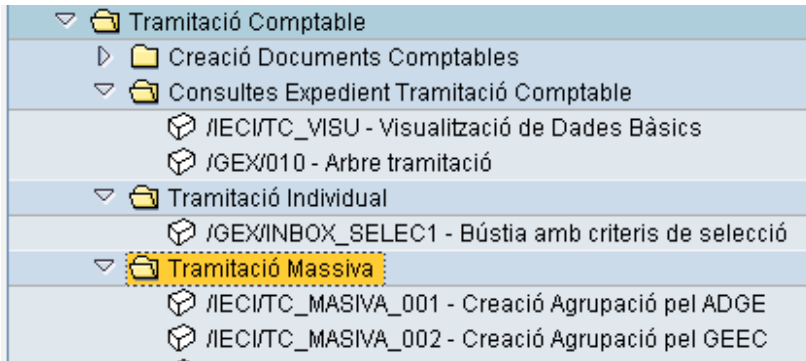 Tramitació Comptable
Creació Documents Comptables
Consultes Expedient Tramitació Comptable
/IECI/TC_VISU - Visualització de Dades Bàsics
/GEX/010 - Arbre tramitació
Tramitació Individual
/GEX/INBOX_SELEC1 - Bústia amb criteris de selecció
Tramitació Massiva
/IECI/TC_MASIVA_001 - Creació Agrupació pel ADGE
/IECI/TC_MASIVA_002 - Creació Agrupació pel GEEC